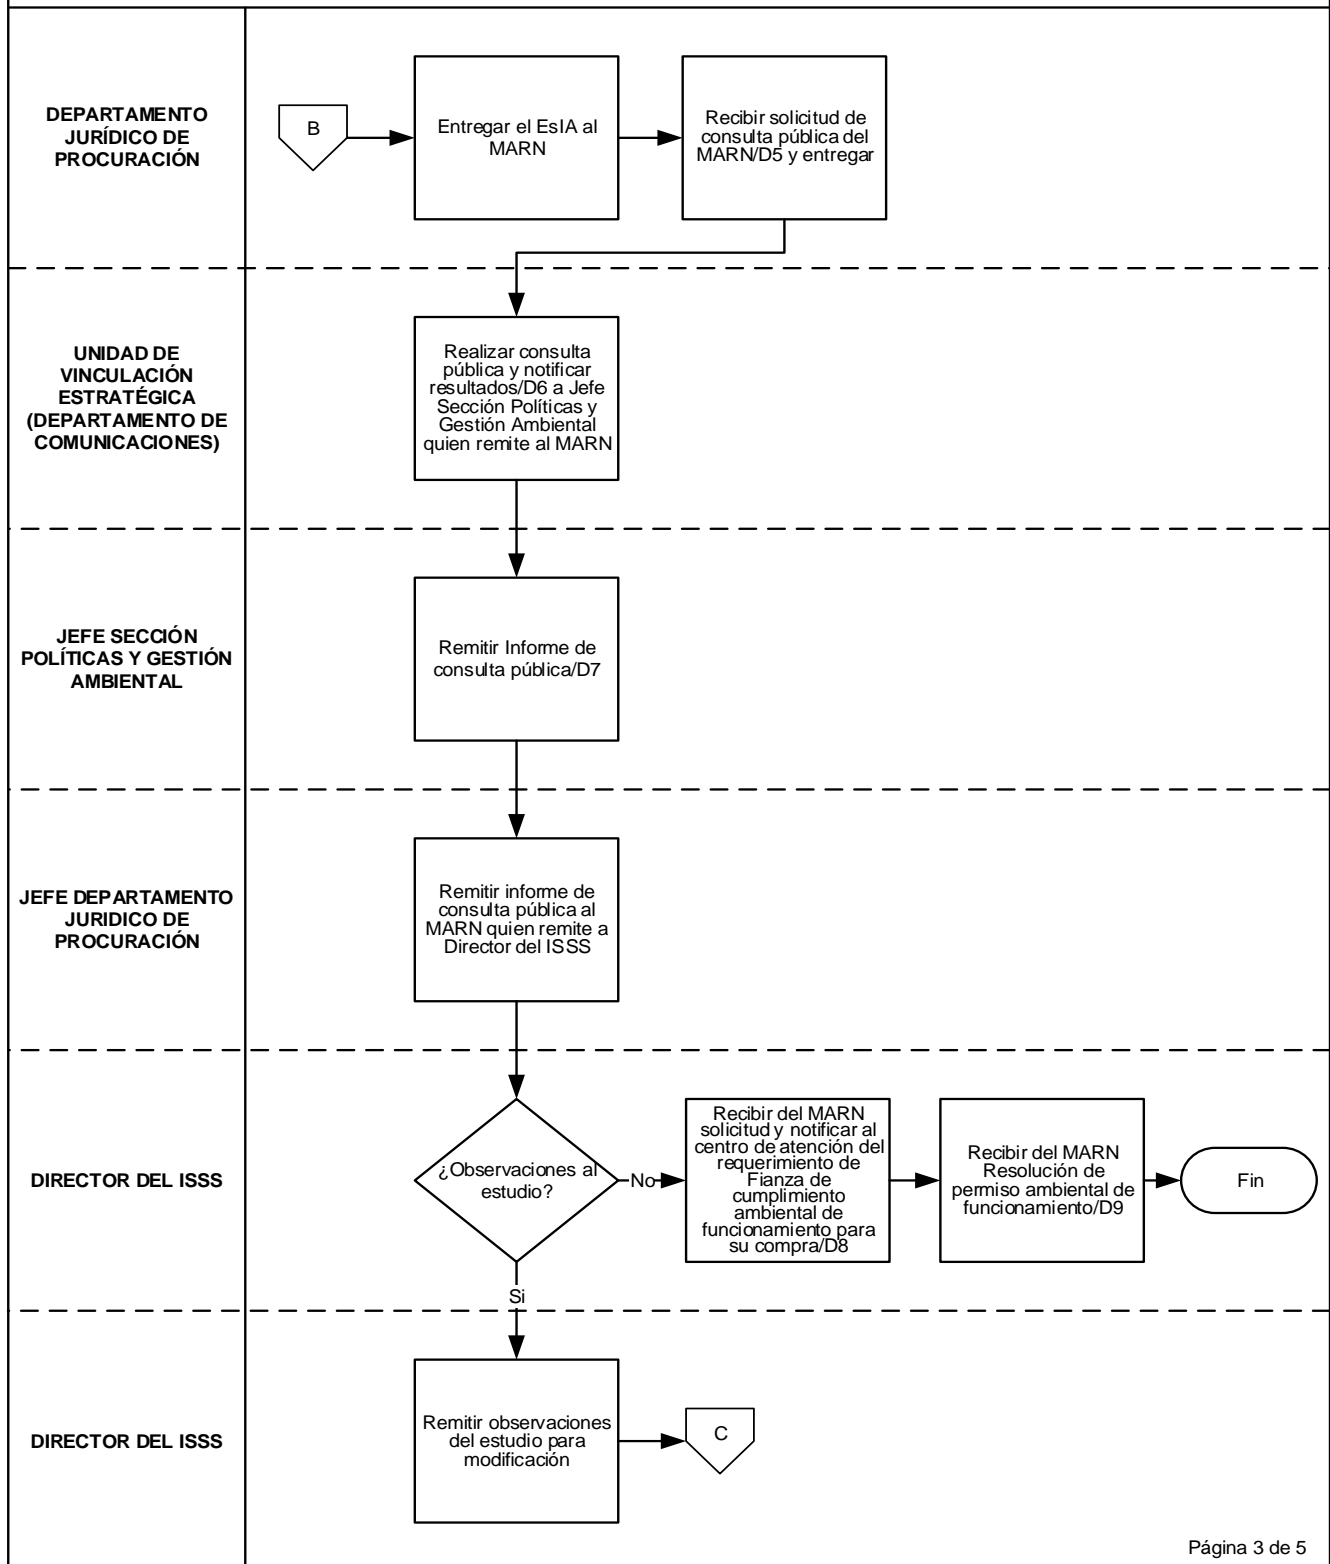 DEPARTAMENTO
JURÍDICO DE
PROCURACIÓN
B
Entregar el EsIA al
MARN
Recibir solicitud de
consulta pública del
MARN/D5 y entregar
UNIDAD DE
VINCULACIÓN
ESTRATÉGICA
(DEPARTAMENTO DE
COMUNICACIONES)
Realizar consulta
pública y notificar
resultados/D6 a Jefe
Sección Políticas y
Gestión Ambiental
quien remite al MARN
JEFE SECCIÓN
POLÍTICAS Y GESTIÓN
AMBIENTAL
Remitir Informe de
consulta pública/D7
JEFE DEPARTAMENTO
JURIDICO DE
PROCURACIÓN
Remitir informe de
consulta pública al
MARN quien remite a
Director del ISSS
DIRECTOR DEL ISSS
¿Observaciones al
estudio?
No
Recibir del MARN
solicitud y notificar al
centro de atención del
requerimiento de
Fianza de
cumplimiento
ambiental de
funcionamiento para
su compra/D8
Recibir del MARN
Resolución de
permiso ambiental de
funcionamiento/D9
Fin
Si
DIRECTOR DEL ISSS
Remitir observaciones
del estudio para
modificación
C
Página 3 de 5